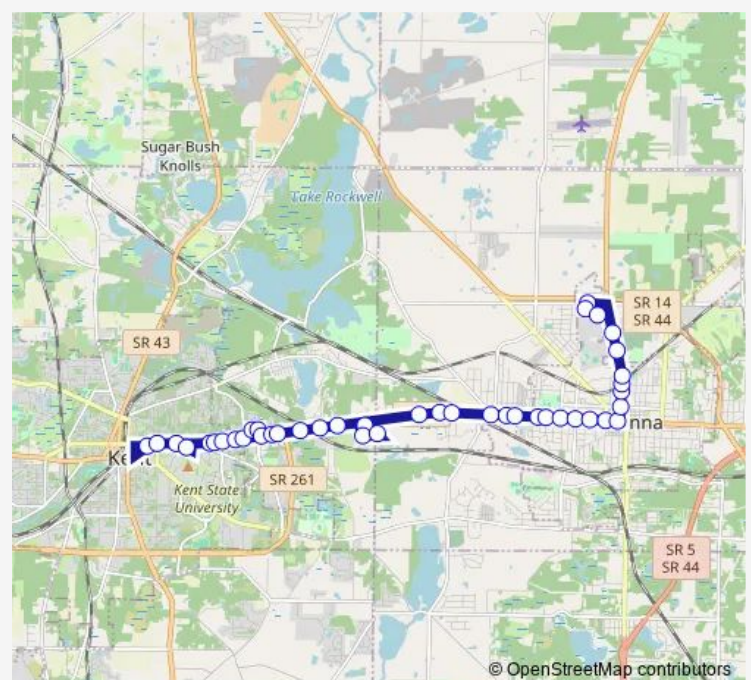 Sugar Bush
Knolls
Lake Rockwell
SR 14
SR 44
SR 43
nna
Kent
SR 261
Kent State
University
SR 5
SR 44
© OpenStreetMap contributors